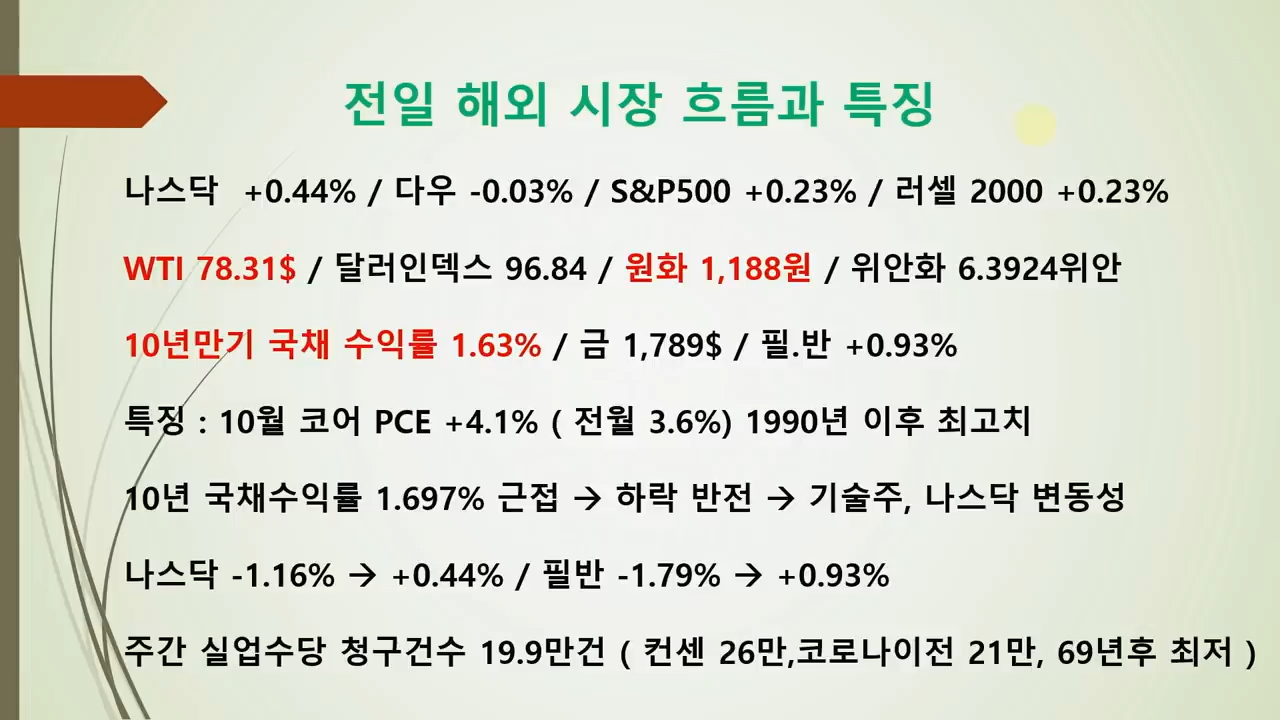 전일 해외 시장 흐름과 특징
나스닥 +0.44% / 다우 -0.03% / S&P500 +0.23% / 러셀 2000 +0.23%
WTI 78.31$ / 달러인덱스 96.84 / 원화 1,188원 / 위안화 6.3924위안
10년만기 국채 수익률 1.63% / 금 1,789$ / 필.반 +0.93%
특징 : 10월 코어 PCE +4.1% ( 전월 3.6%) 1990년 이후 최고치
10년 국채수익률 1.697% 근접 → 하락 반전 → 기술주, 나스닥 변동성
나스닥 -1.16% → +0.44% / 필반 -1.79% → +0.93%
주간 실업수당 청구건수 19.9만건 ( 컨센 26만,코로나이전 21만, 69년후 최저 )